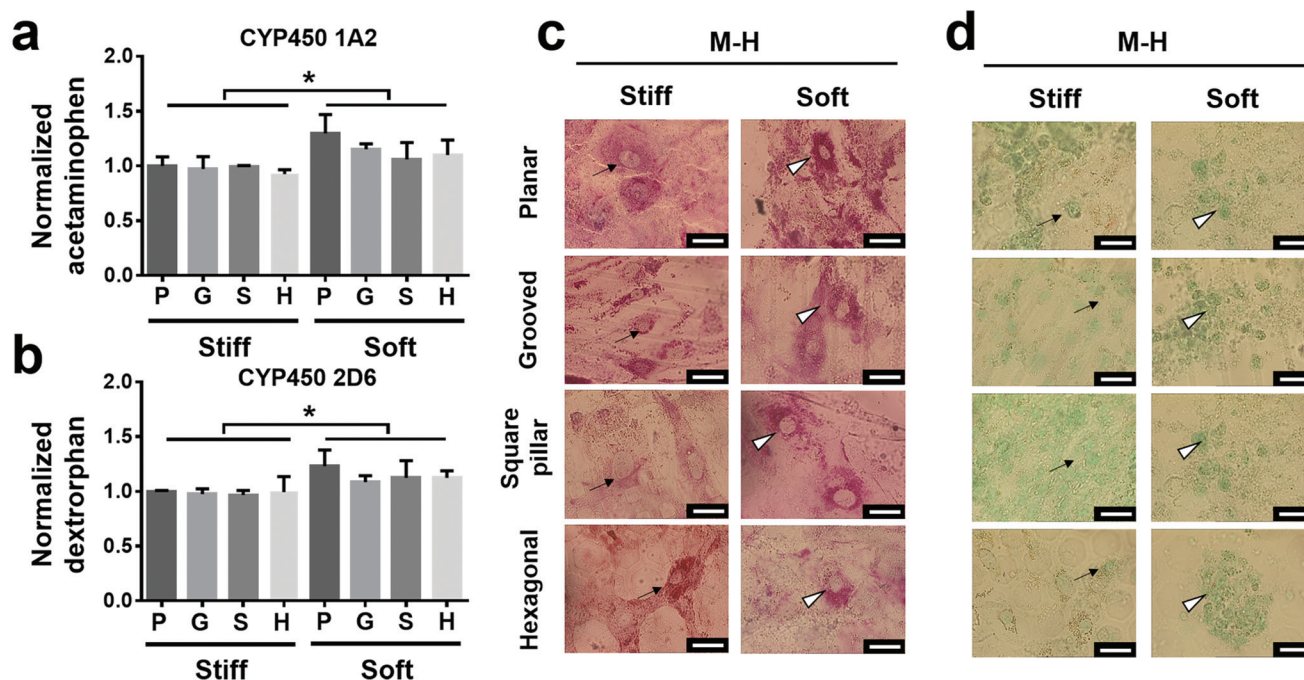 a
CYP450 1A2
Normalized
acetaminophen
2.0
1.5
1.0
0.5
0.0
*
P G S H P G S H
Stiff Soft
b
CYP450 2D6
Normalized
dextrorphan
2.0
1.5
1.0
0.5
0.0
*
P G S H P G S H
Stiff Soft
c
M-H
Stiff Soft
Planar
Grooved
Square
pillar
Hexagonal
d
M-H
Stiff Soft